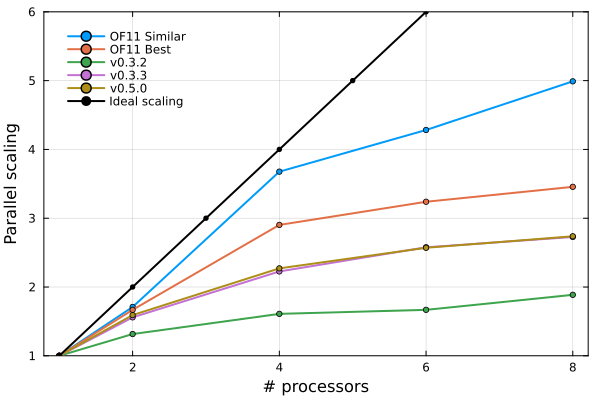 6
5
4
3
2
1
Parallel scaling
OF11 Similar
OF11 Best
v0.3.2
v0.3.3
v0.5.0
Ideal scaling
2 4 6 8
# processors